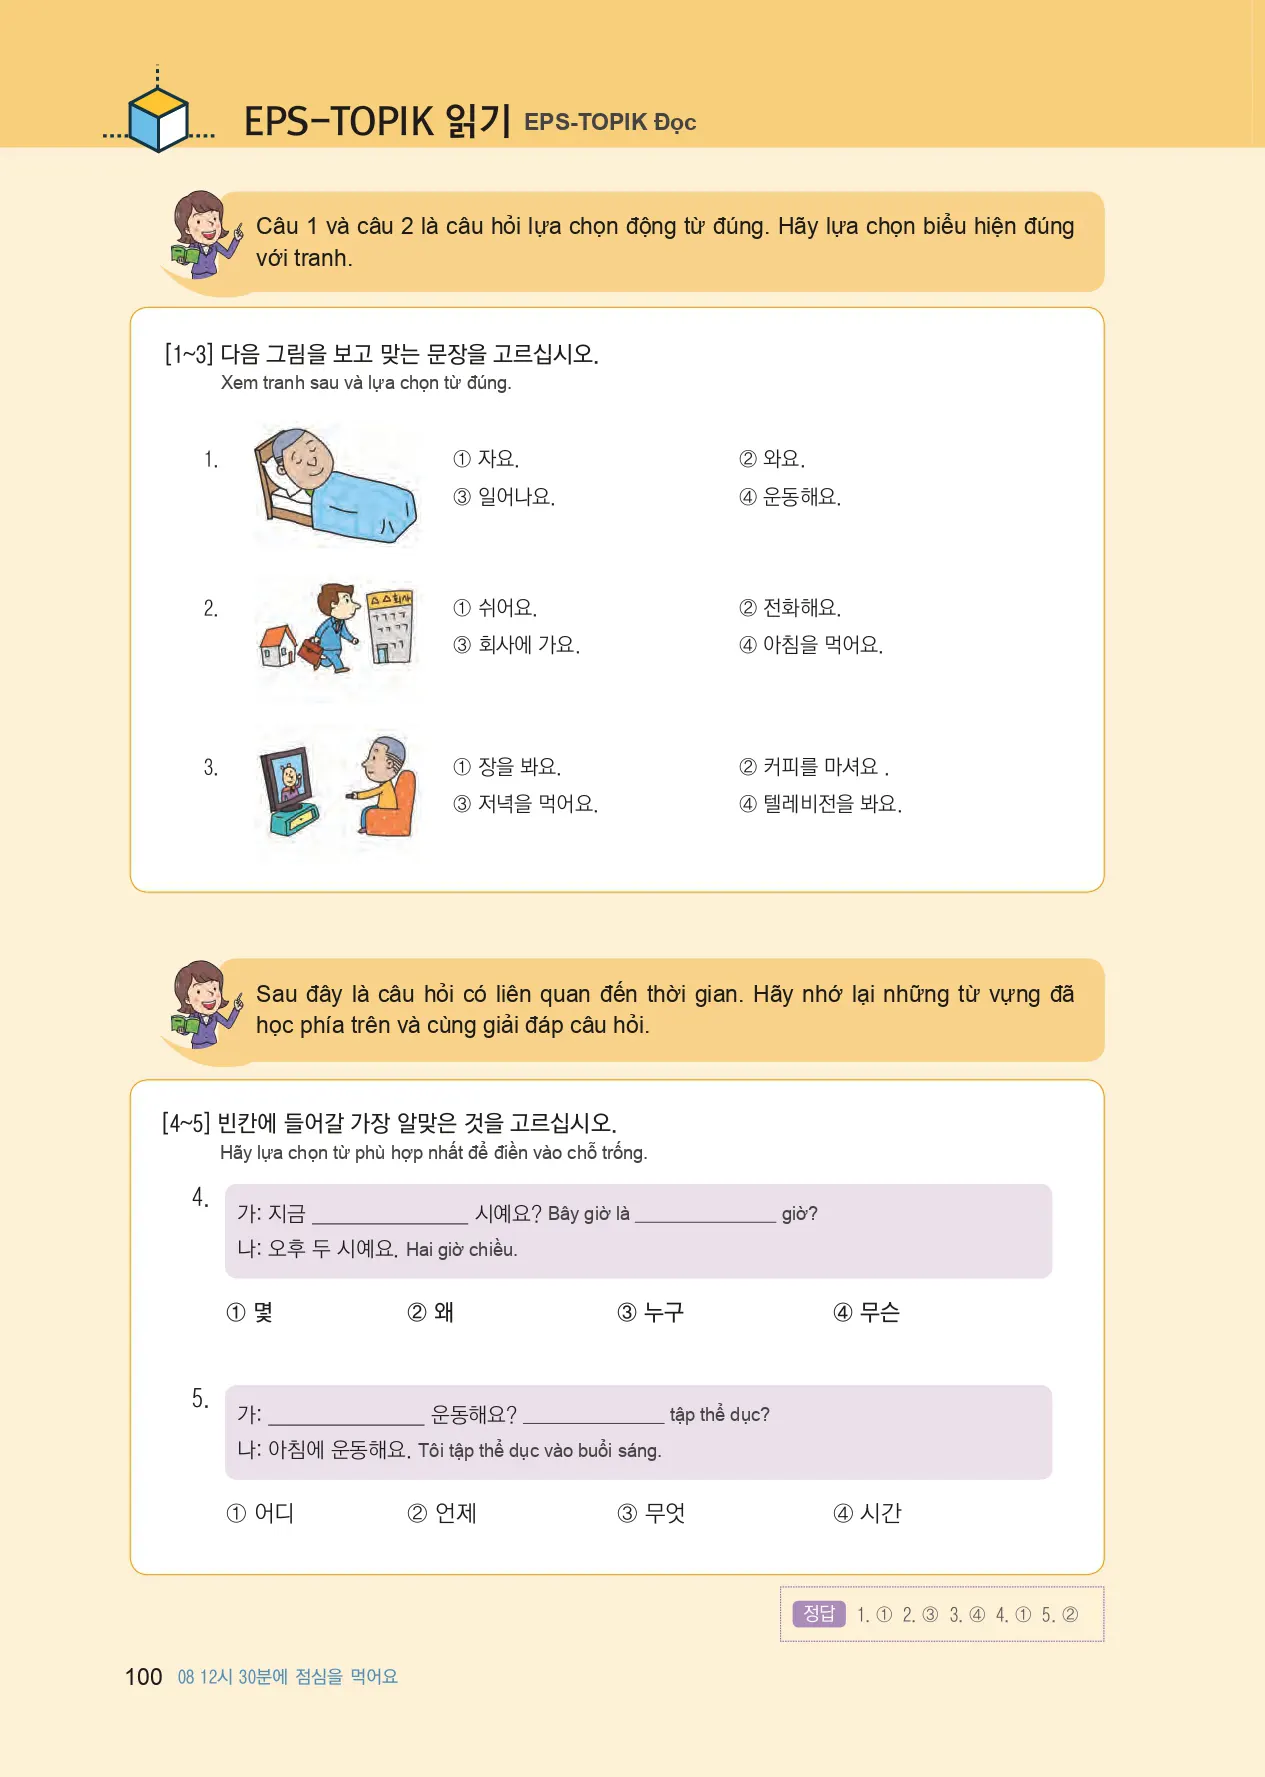 EPS-TOPIK 읽기 EPS-TOPIK Đọc
Câu 1 và câu 2 là câu hỏi lựa chọn động từ đúng. Hãy lựa chọn biểu hiện đúng
với tranh.
[1~3] 다음 그림을 보고 맞는 문장을 고르십시오.
Xem tranh sau và lựa chọn từ đúng.
1.
① 자요. ② 와요.
③ 일어나요. ④ 운동해요.
2.
△△회사
① 쉬어요. ② 전화해요.
③ 회사에 가요. ④ 아침을 먹어요.
3.
① 장을 봐요. ② 커피를 마셔요 .
③ 저녁을 먹어요. ④ 텔레비전을 봐요.
Sau đây là câu hỏi có liên quan đến thời gian. Hãy nhớ lại những từ vựng đã
học phía trên và cùng giải đáp câu hỏi.
[4~5] 빈칸에 들어갈 가장 알맞은 것을 고르십시오.
Hãy lựa chọn từ phù hợp nhất để điền vào chỗ trống.
4.
가: 지금 ______________ 시예요? Bây giờ là ______________ giờ?
나: 오후 두 시예요. Hai giờ chiều.
① 몇 ② 왜 ③ 누구 ④ 무슨
5.
가: ______________ 운동해요? ______________ tập thể dục?
나: 아침에 운동해요. Tôi tập thể dục vào buổi sáng.
① 어디 ② 언제 ③ 무엇 ④ 시간
정답 1. ① 2. ③ 3. ④ 4. ① 5. ②
100 08 12시 30분에 점심을 먹어요